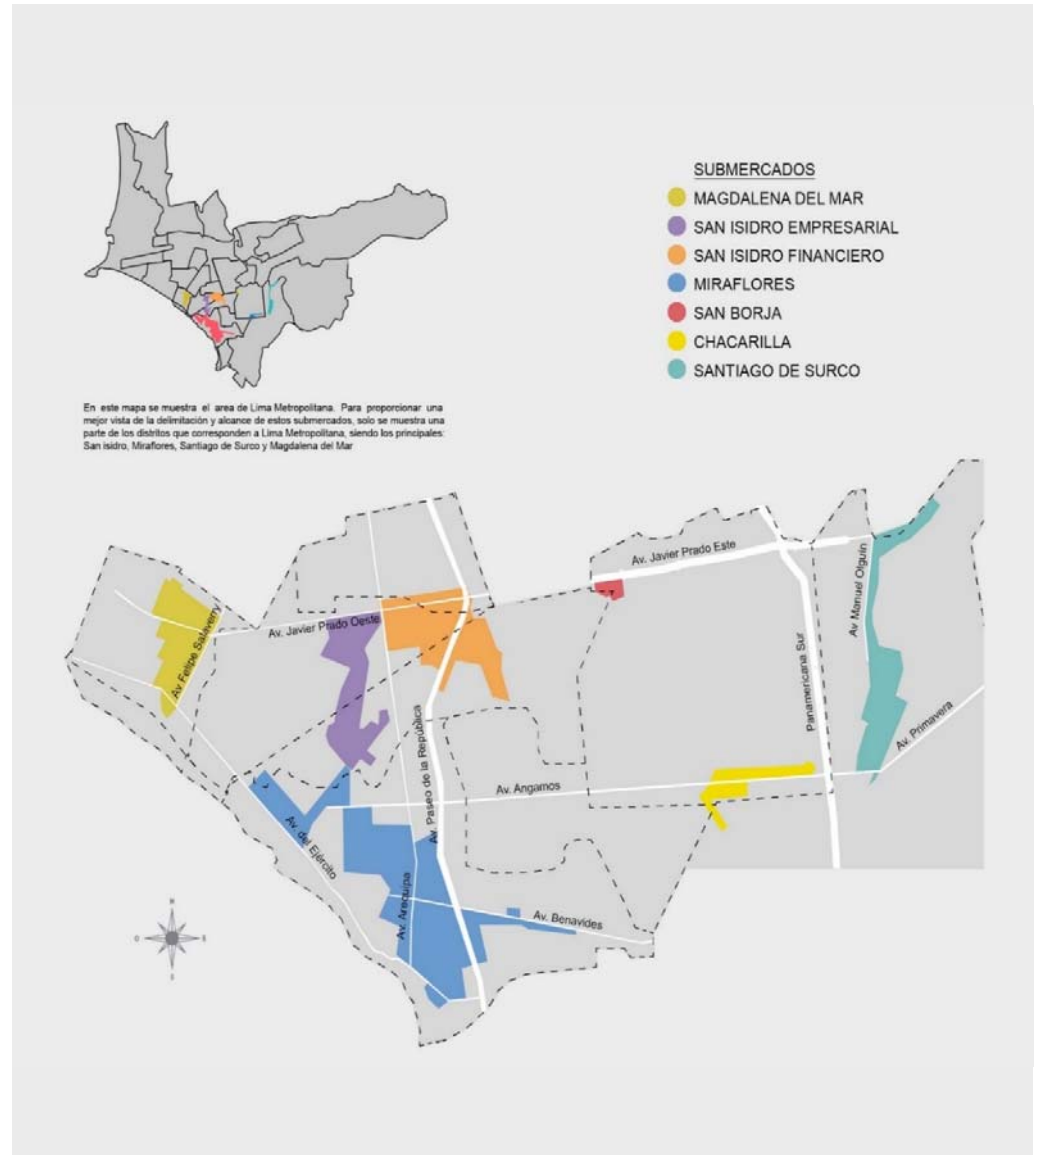 SUBMERCADOS
MAGDALENA DEL MAR
SAN ISIDRO EMPRESARIAL
SAN ISIDRO FINANCIERO
MIRAFLORES
SAN BORJA
CHACARILLA
SANTIAGO DE SURCO
En este mapa se muestra el area de Lima Metropolitana. Para proporcionar una
mejor vista de la delimitación y alcance de estos submercados, solo se muestra una
parte de los distritos que corresponden a Lima Metropolitana, siendo los principales:
San isidro, Miraflores, Santiago de Surco y Magdalena del Mar
Av. Javier Prado Este
Av Manuel Olguín
Av. Javier Prado Oeste
Av. Felipe Salaverry
Panamericana Sur
Av. Primavera
Av. Paseo de la República
Av. Angamos
Av. del Ejército
Av. Arequipa
Av. Benavides
N
O
E
S